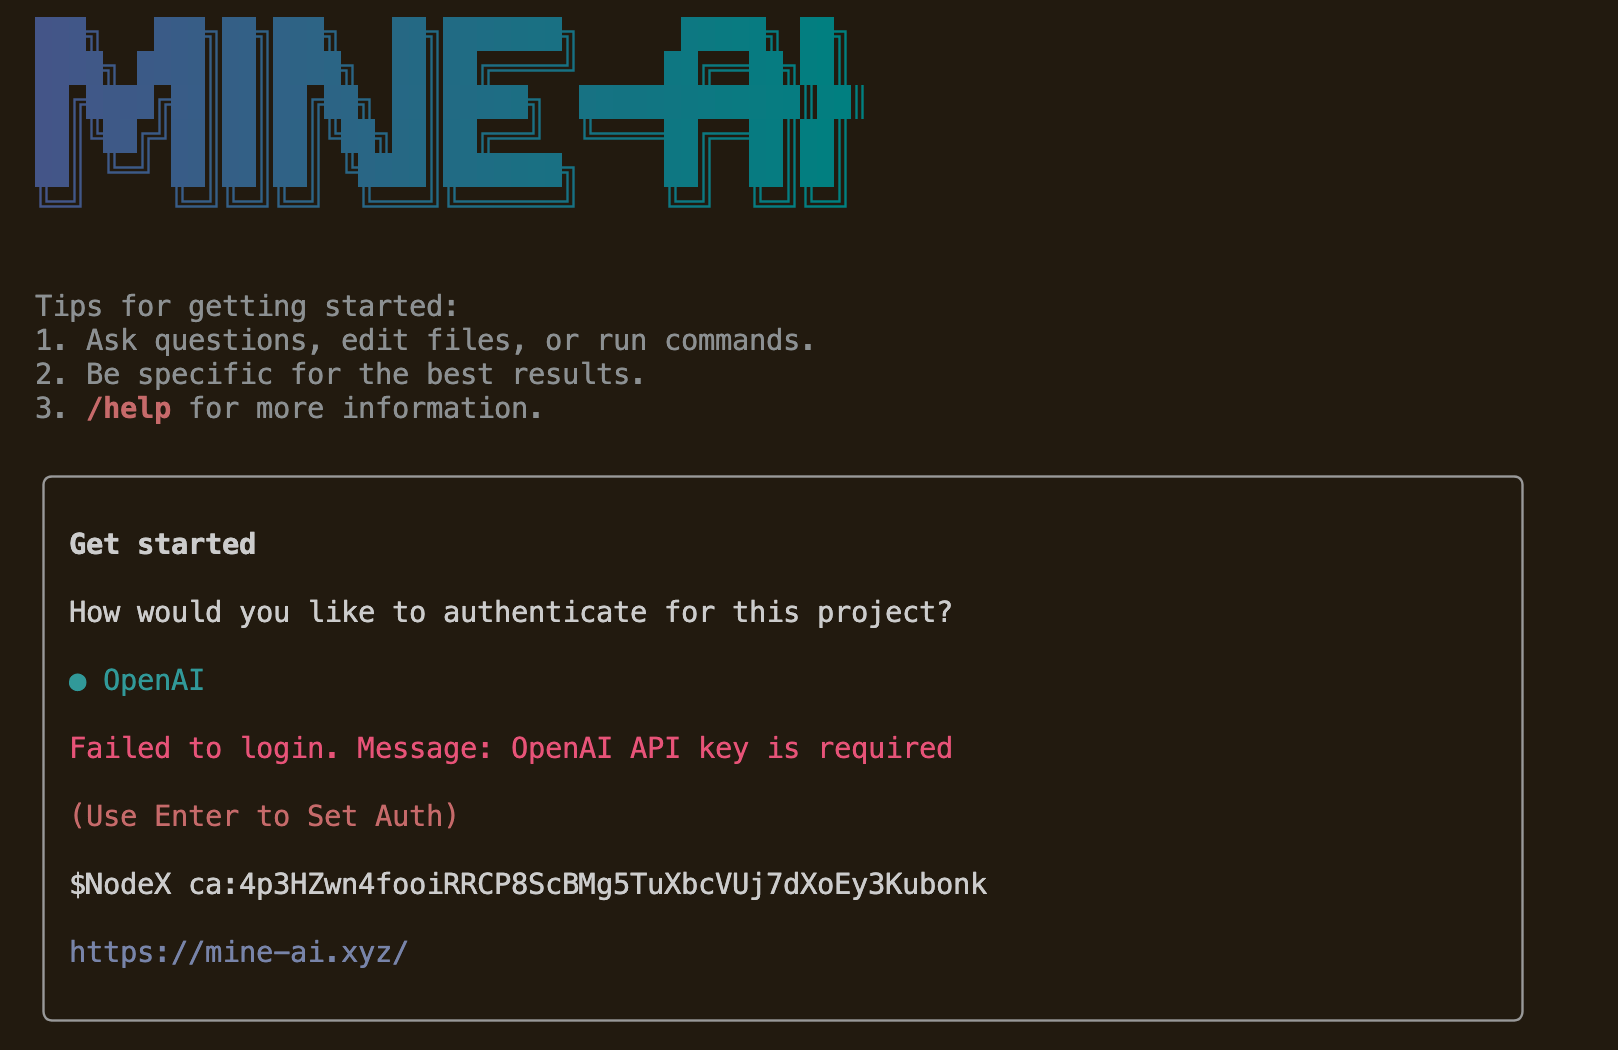 MINE-AI
Tips for getting started:
1. Ask questions, edit files, or run commands.
2. Be specific for the best results.
3. /help for more information.
Get started
How would you like to authenticate for this project?
● OpenAI
Failed to login. Message: OpenAI API key is required
(Use Enter to Set Auth)
$NodeX ca:4p3HZwn4fooiRRCP8ScBMg5TuXbcVUj7dXoEy3Kubonk
https://mine-ai.xyz/